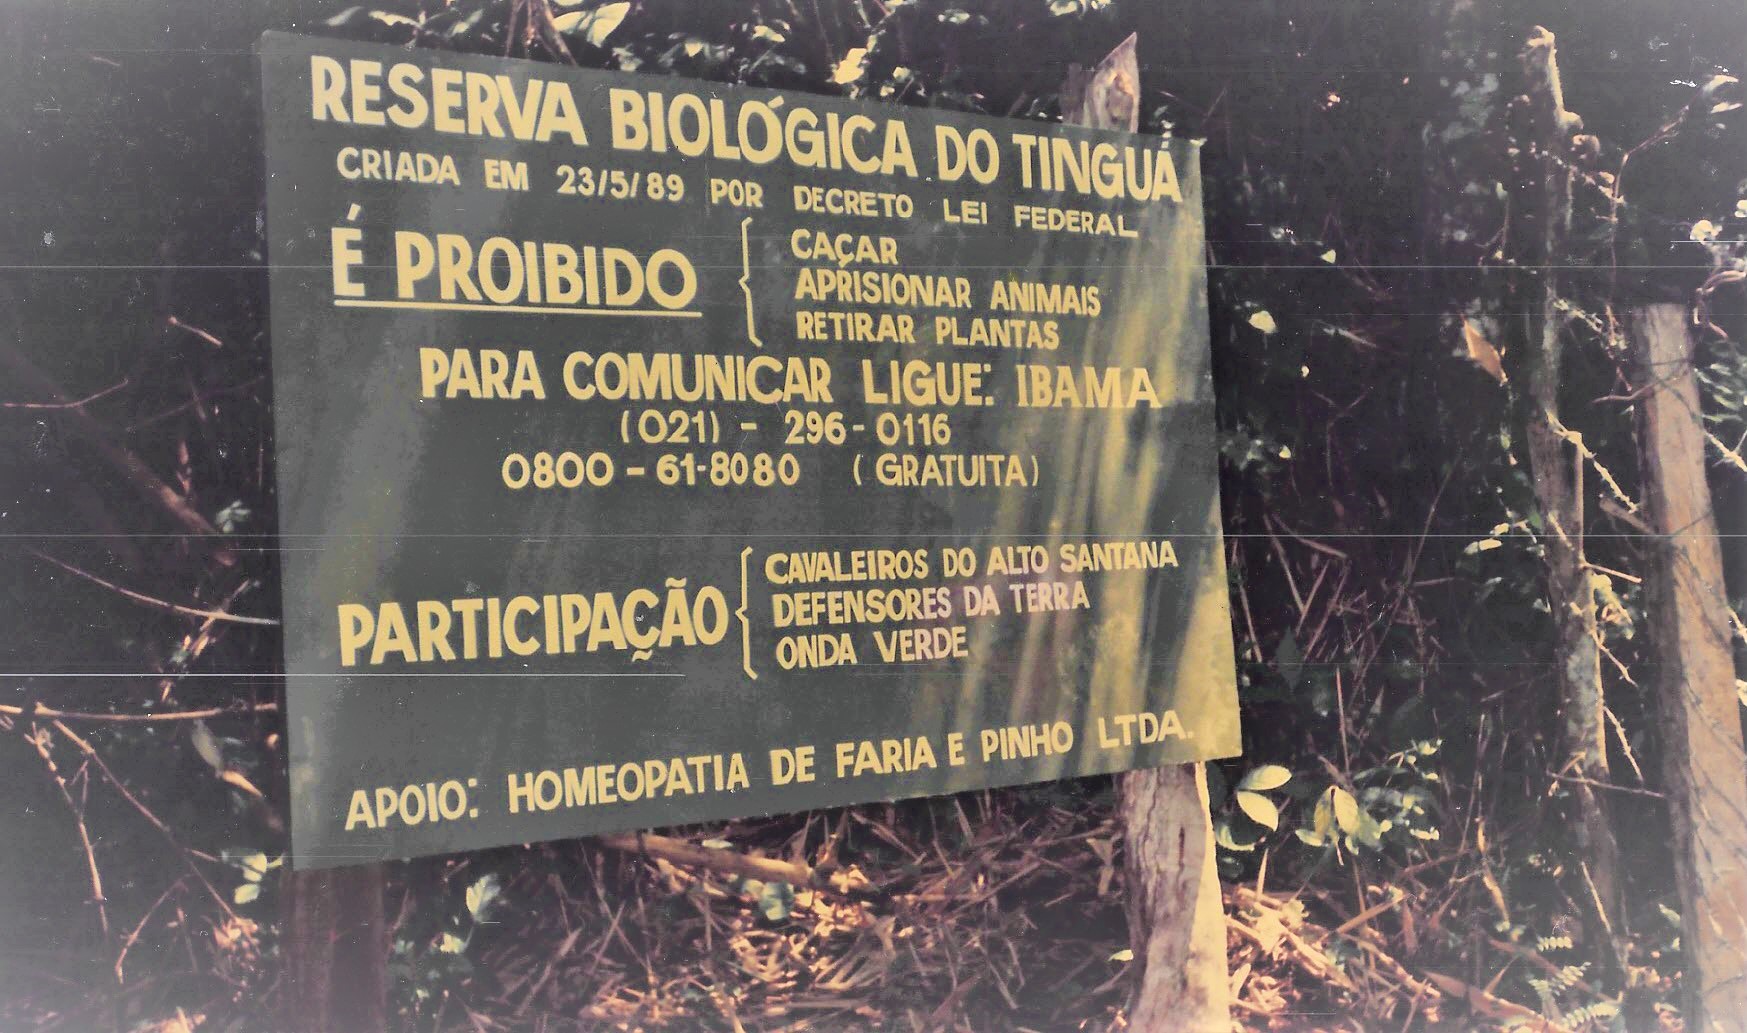 RESERVA BIOLÓGICA DO TINGUÁ
CRIADA EM 23/5/89 POR DECRETO LEI FEDERAL
É PROIBIDO { CAÇAR
APRISIONAR ANIMAIS
RETIRAR PLANTAS
PARA COMUNICAR LIGUE: IBAMA
(021) - 296-0116
0800 - 61-8080 (GRATUITA)
PARTICIPAÇÃO { CAVALEIROS DO ALTO SANTANA
DEFENSORES DA TERRA
ONDA VERDE
APOIO: HOMEOPATIA DE FARIA E PINHO LTDA.